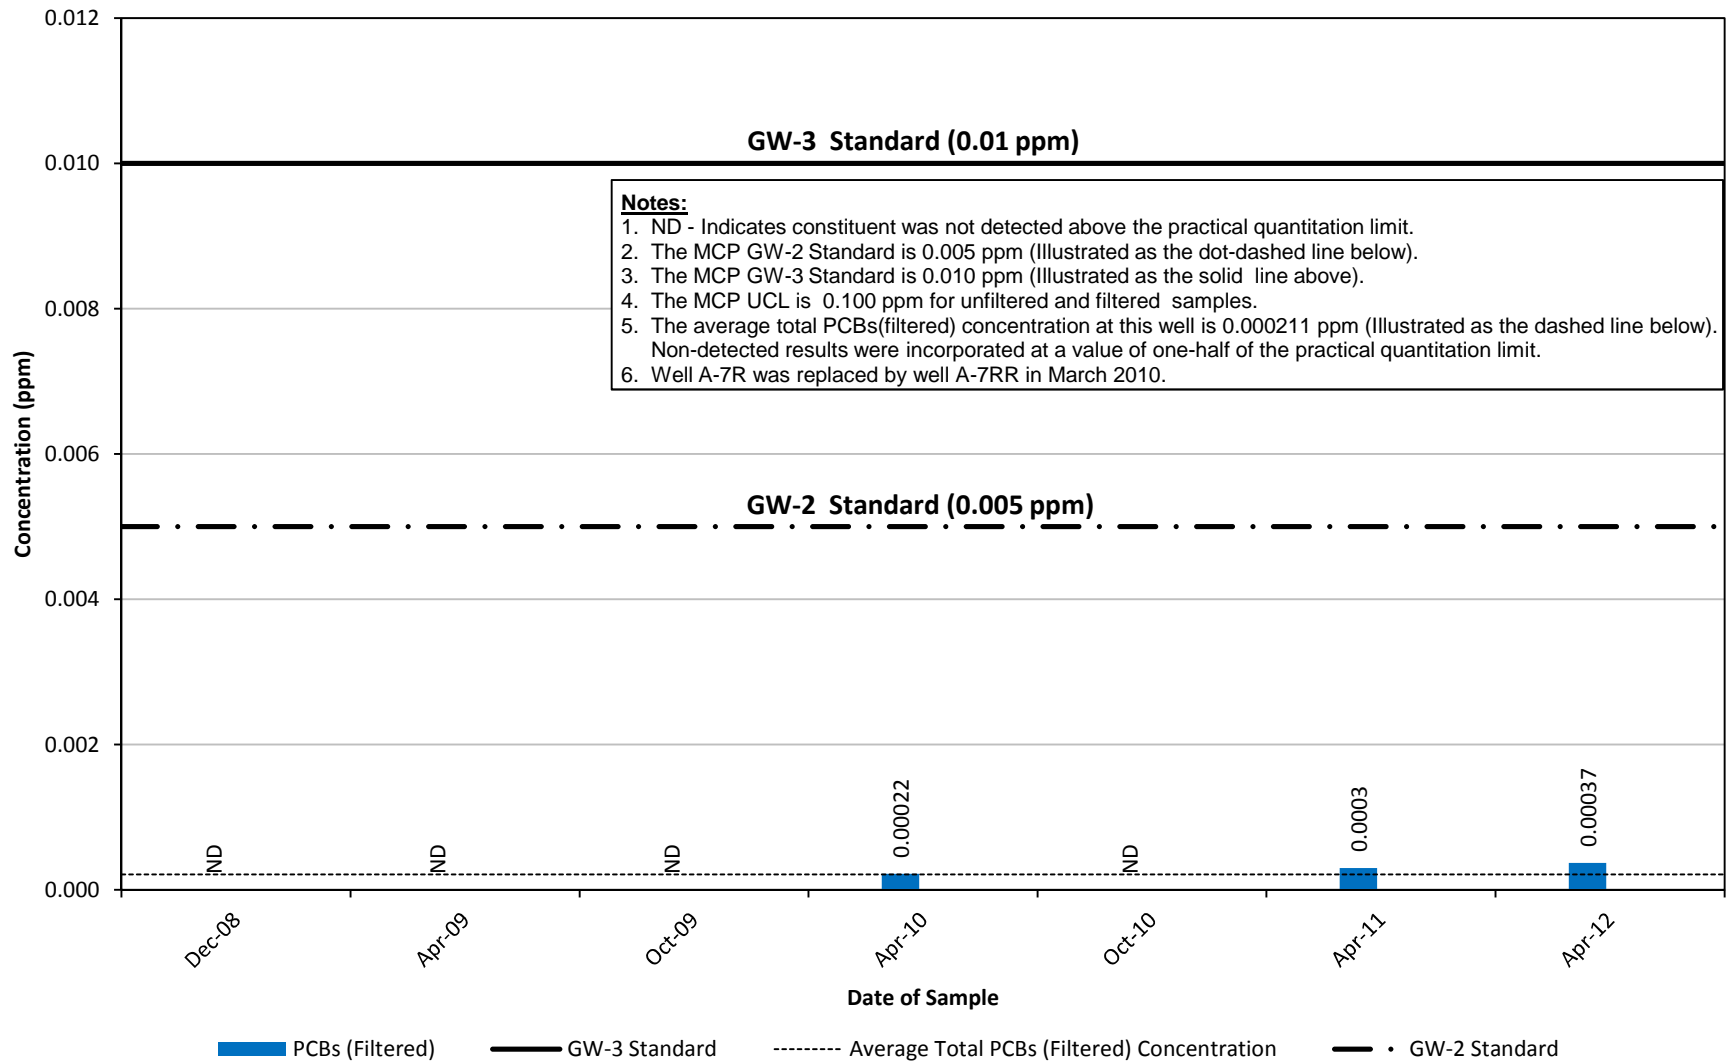 0.012
GW-3 Standard (0.01 ppm)
0.010
Notes:
1. ND - Indicates constituent was not detected above the practical quantitation limit.
2. The MCP GW-2 Standard is 0.005 ppm (Illustrated as the dot-dashed line below).
3. The MCP GW-3 Standard is 0.010 ppm (Illustrated as the solid line above).
4. The MCP UCL is 0.100 ppm for unfiltered and filtered samples.
5. The average total PCBs(filtered) concentration at this well is 0.000211 ppm (Illustrated as the dashed line below).
Non-detected results were incorporated at a value of one-half of the practical quantitation limit.
6. Well A-7R was replaced by well A-7RR in March 2010.
0.008
0.006
Concentration (ppm)
GW-2 Standard (0.005 ppm)
0.004
0.002
0.000
ND
ND
ND
0.00022
ND
0.0003
0.00037
Dec-08
Apr-09
Oct-09
Apr-10
Oct-10
Apr-11
Apr-12
Date of Sample
PCBs (Filtered)
GW-3 Standard
Average Total PCBs (Filtered) Concentration
GW-2 Standard